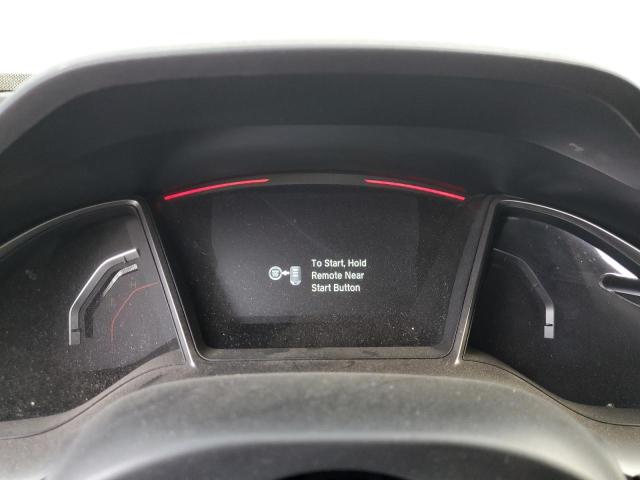 To Start, Hold
Remote Near
Start Button